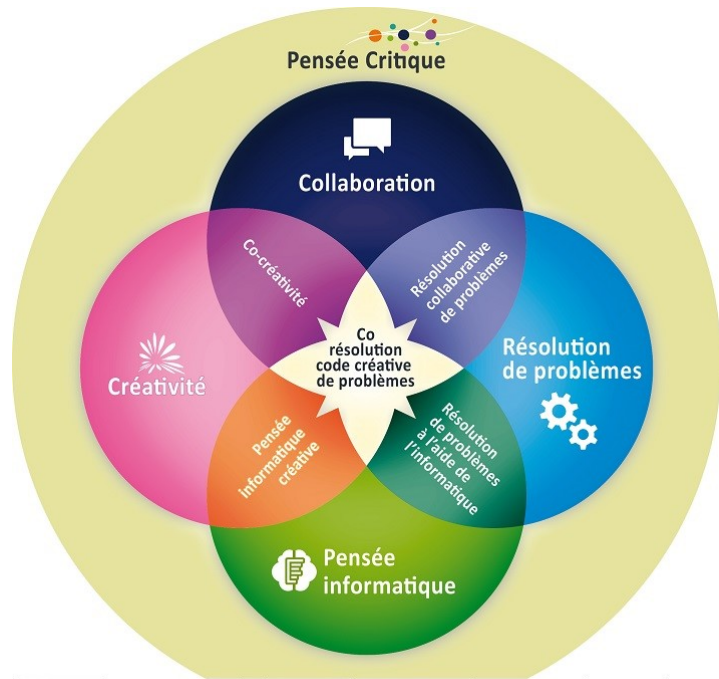 Pensée Critique
Collaboration
Co-créativité
Résolution
collaborative
de problèmes
Créativité
Co
résolution
code créative
de problèmes
Résolution
de problèmes
Pensée
informatique
créative
Résolution
de problèmes
à l'aide de
l'informatique
Pensée
informatique